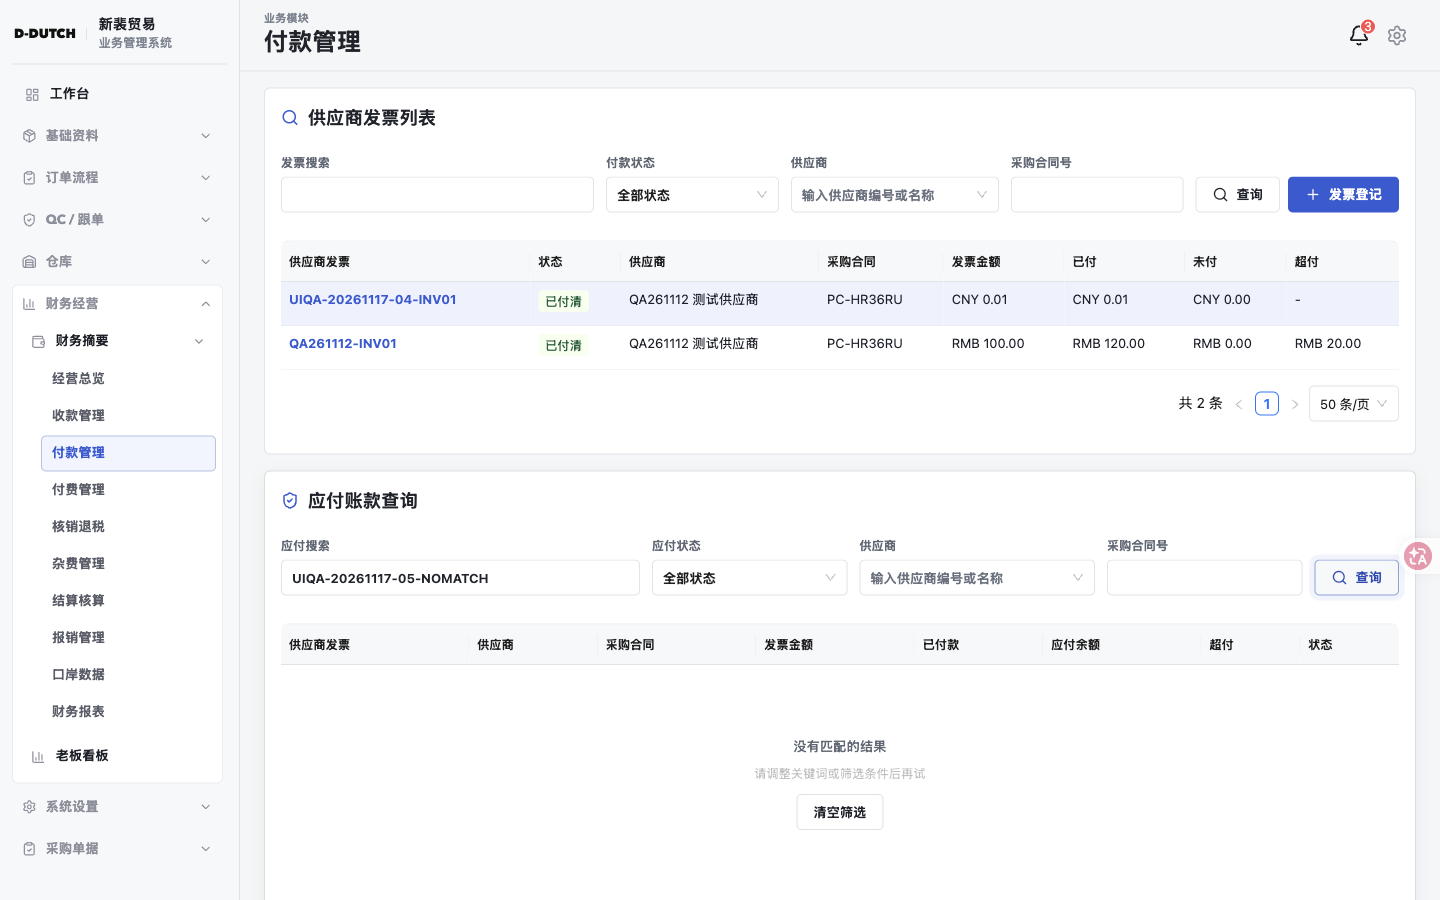 D-DUTCH
新裴贸易
业务管理系统
工作台
基础资料
订单流程
QC / 跟单
仓库
财务经营
财务摘要
经营总览
收款管理
付款管理
付费管理
核销退税
杂费管理
结算核算
报销管理
口岸数据
财务报表
老板看板
系统设置
采购单据
业务模块
付款管理
3
供应商发票列表
发票搜索 付款状态 供应商 采购合同号
全部状态 输入供应商编号或名称 查询 发票登记
供应商发票 状态 供应商 采购合同 发票金额 已付 未付 超付
UIQA-20261117-04-INV01 已付清 QA261112 测试供应商 PC-HR36RU CNY 0.01 CNY 0.01 CNY 0.00 -
QA261112-INV01 已付清 QA261112 测试供应商 PC-HR36RU RMB 100.00 RMB 120.00 RMB 0.00 RMB 20.00
共 2 条 1 50 条/页
应付账款查询
应付搜索 应付状态 供应商 采购合同号
UIQA-20261117-05-NOMATCH 全部状态 输入供应商编号或名称 查询
供应商发票 供应商 采购合同 发票金额 已付款 应付余额 超付 状态
没有匹配的结果
请调整关键词或筛选条件后再试
清空筛选